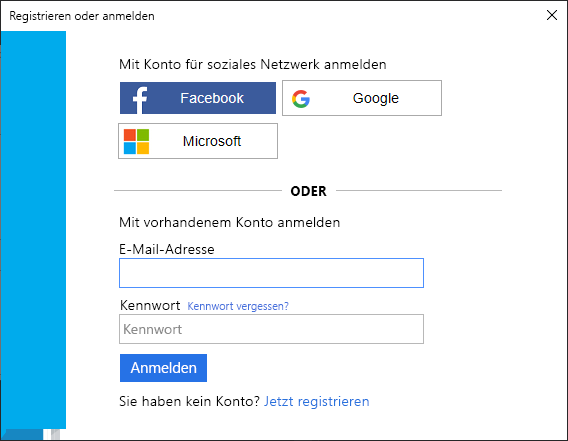 Registrieren oder anmelden
Mit Konto für soziales Netzwerk anmelden
Facebook
Google
Microsoft
ODER
Mit vorhandenem Konto anmelden
E-Mail-Adresse
Kennwort Kennwort vergessen?
Kennwort
Anmelden
Sie haben kein Konto? Jetzt registrieren